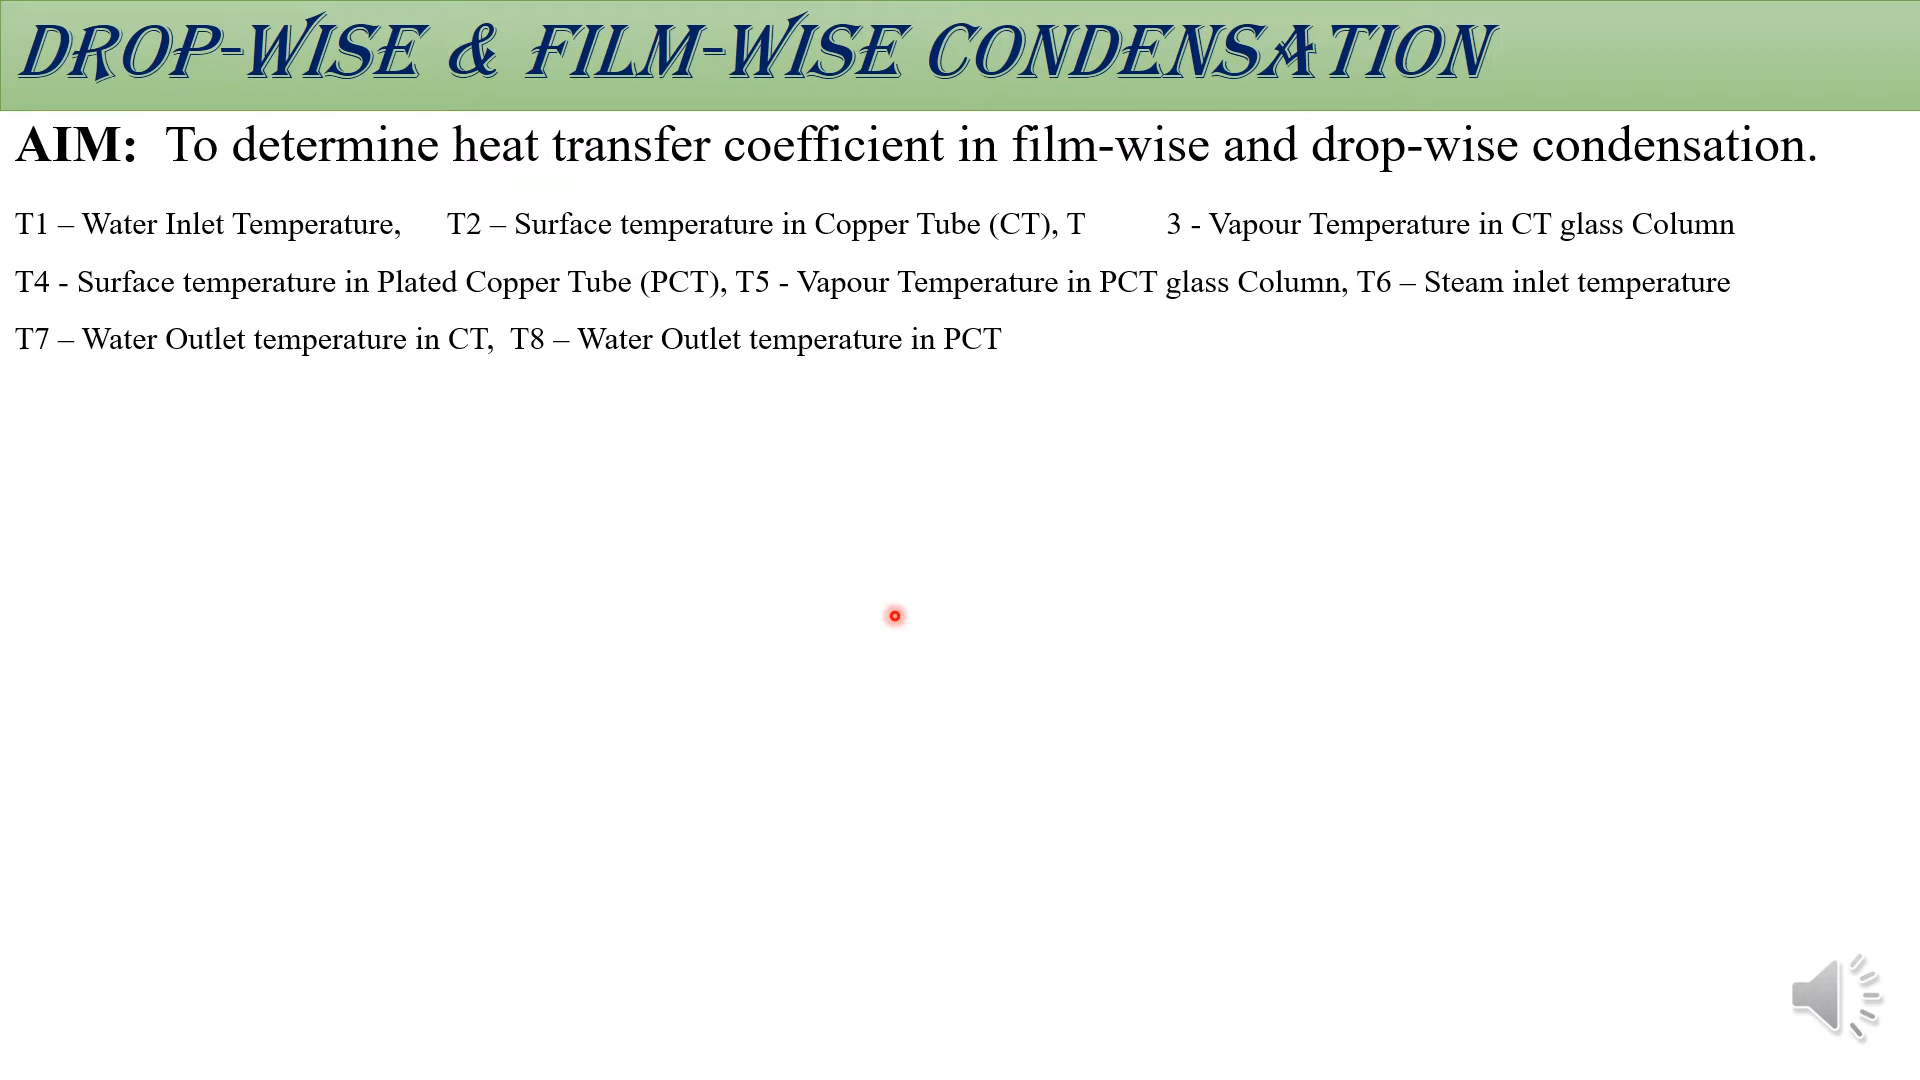 DROP-WISE & FILM-WISE CONDENSATION
AIM: To determine heat transfer coefficient in film-wise and drop-wise condensation.
T1 – Water Inlet Temperature, T2 – Surface temperature in Copper Tube (CT), T 3 - Vapour Temperature in CT glass Column
T4 - Surface temperature in Plated Copper Tube (PCT), T5 - Vapour Temperature in PCT glass Column, T6 – Steam inlet temperature
T7 – Water Outlet temperature in CT, T8 – Water Outlet temperature in PCT